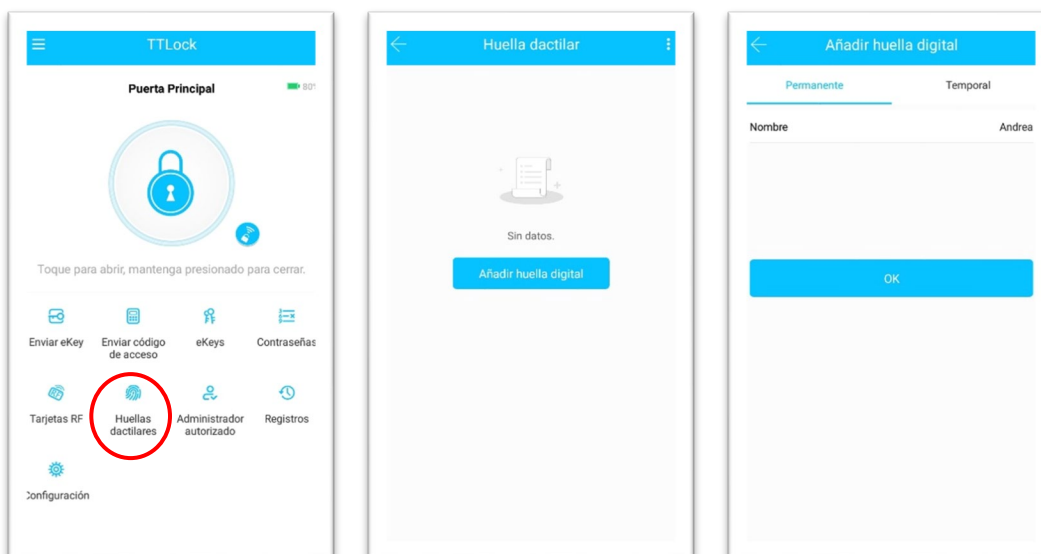 TTLock
Puerta Principal
Toque para abrir, mantenga presionado para cerrar.
Enviar eKey
Enviar código
de acceso
eKeys
Contraseñas
Tarjetas RF
Huellas
dactilares
Administrador
autorizado
Registros
Configuración
Huella dactilar
Sin datos.
Añadir huella digital
Añadir huella digital
Permanente
Temporal
Nombre
Andrea
OK